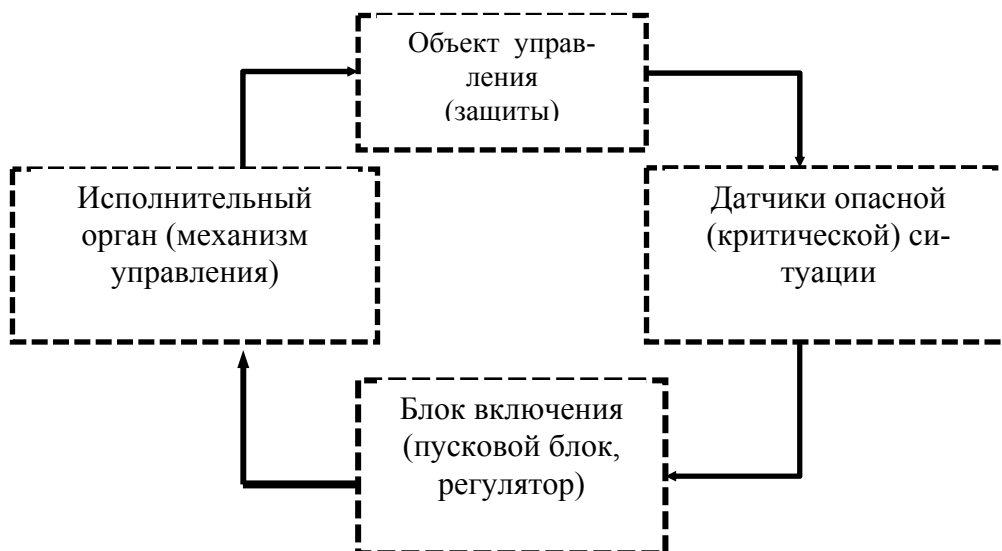 Объект управ-
ления
(защиты)
Исполнительный
орган (механизм
управления)
Датчики опасной
(критической) си-
туации
Блок включения
(пусковой блок,
регулятор)